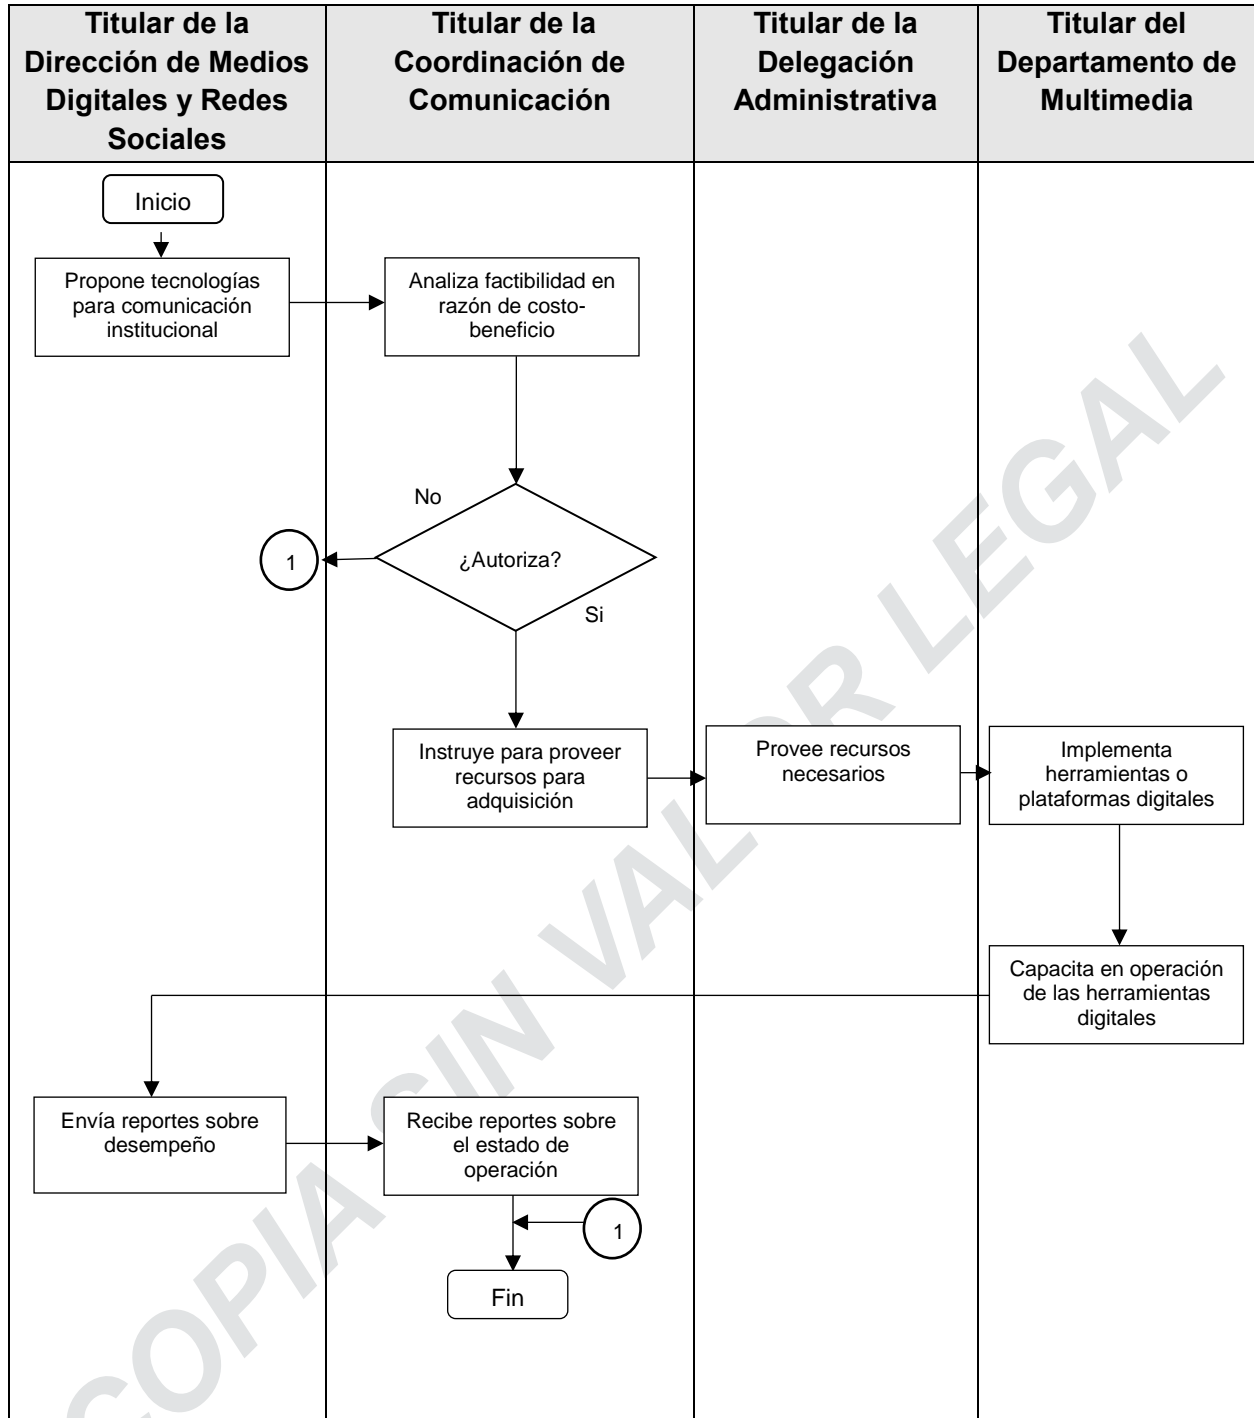 Titular de la
Dirección de Medios
Digitales y Redes
Sociales
Titular de la
Coordinación de
Comunicación
Titular de la
Delegación
Administrativa
Titular del
Departamento de
Multimedia
Inicio
Propone tecnologías
para comunicación
institucional
Analiza factibilidad en
razón de costo-
beneficio
No
1
¿Autoriza?
Si
Instruye para proveer
recursos para
adquisición
Provee recursos
necesarios
Implementa
herramientas o
plataformas digitales
Capacita en operación
de las herramientas
digitales
Envía reportes sobre
desempeño
Recibe reportes sobre
el estado de
operación
1
Fin
COPIA SIN VALOR LEGAL